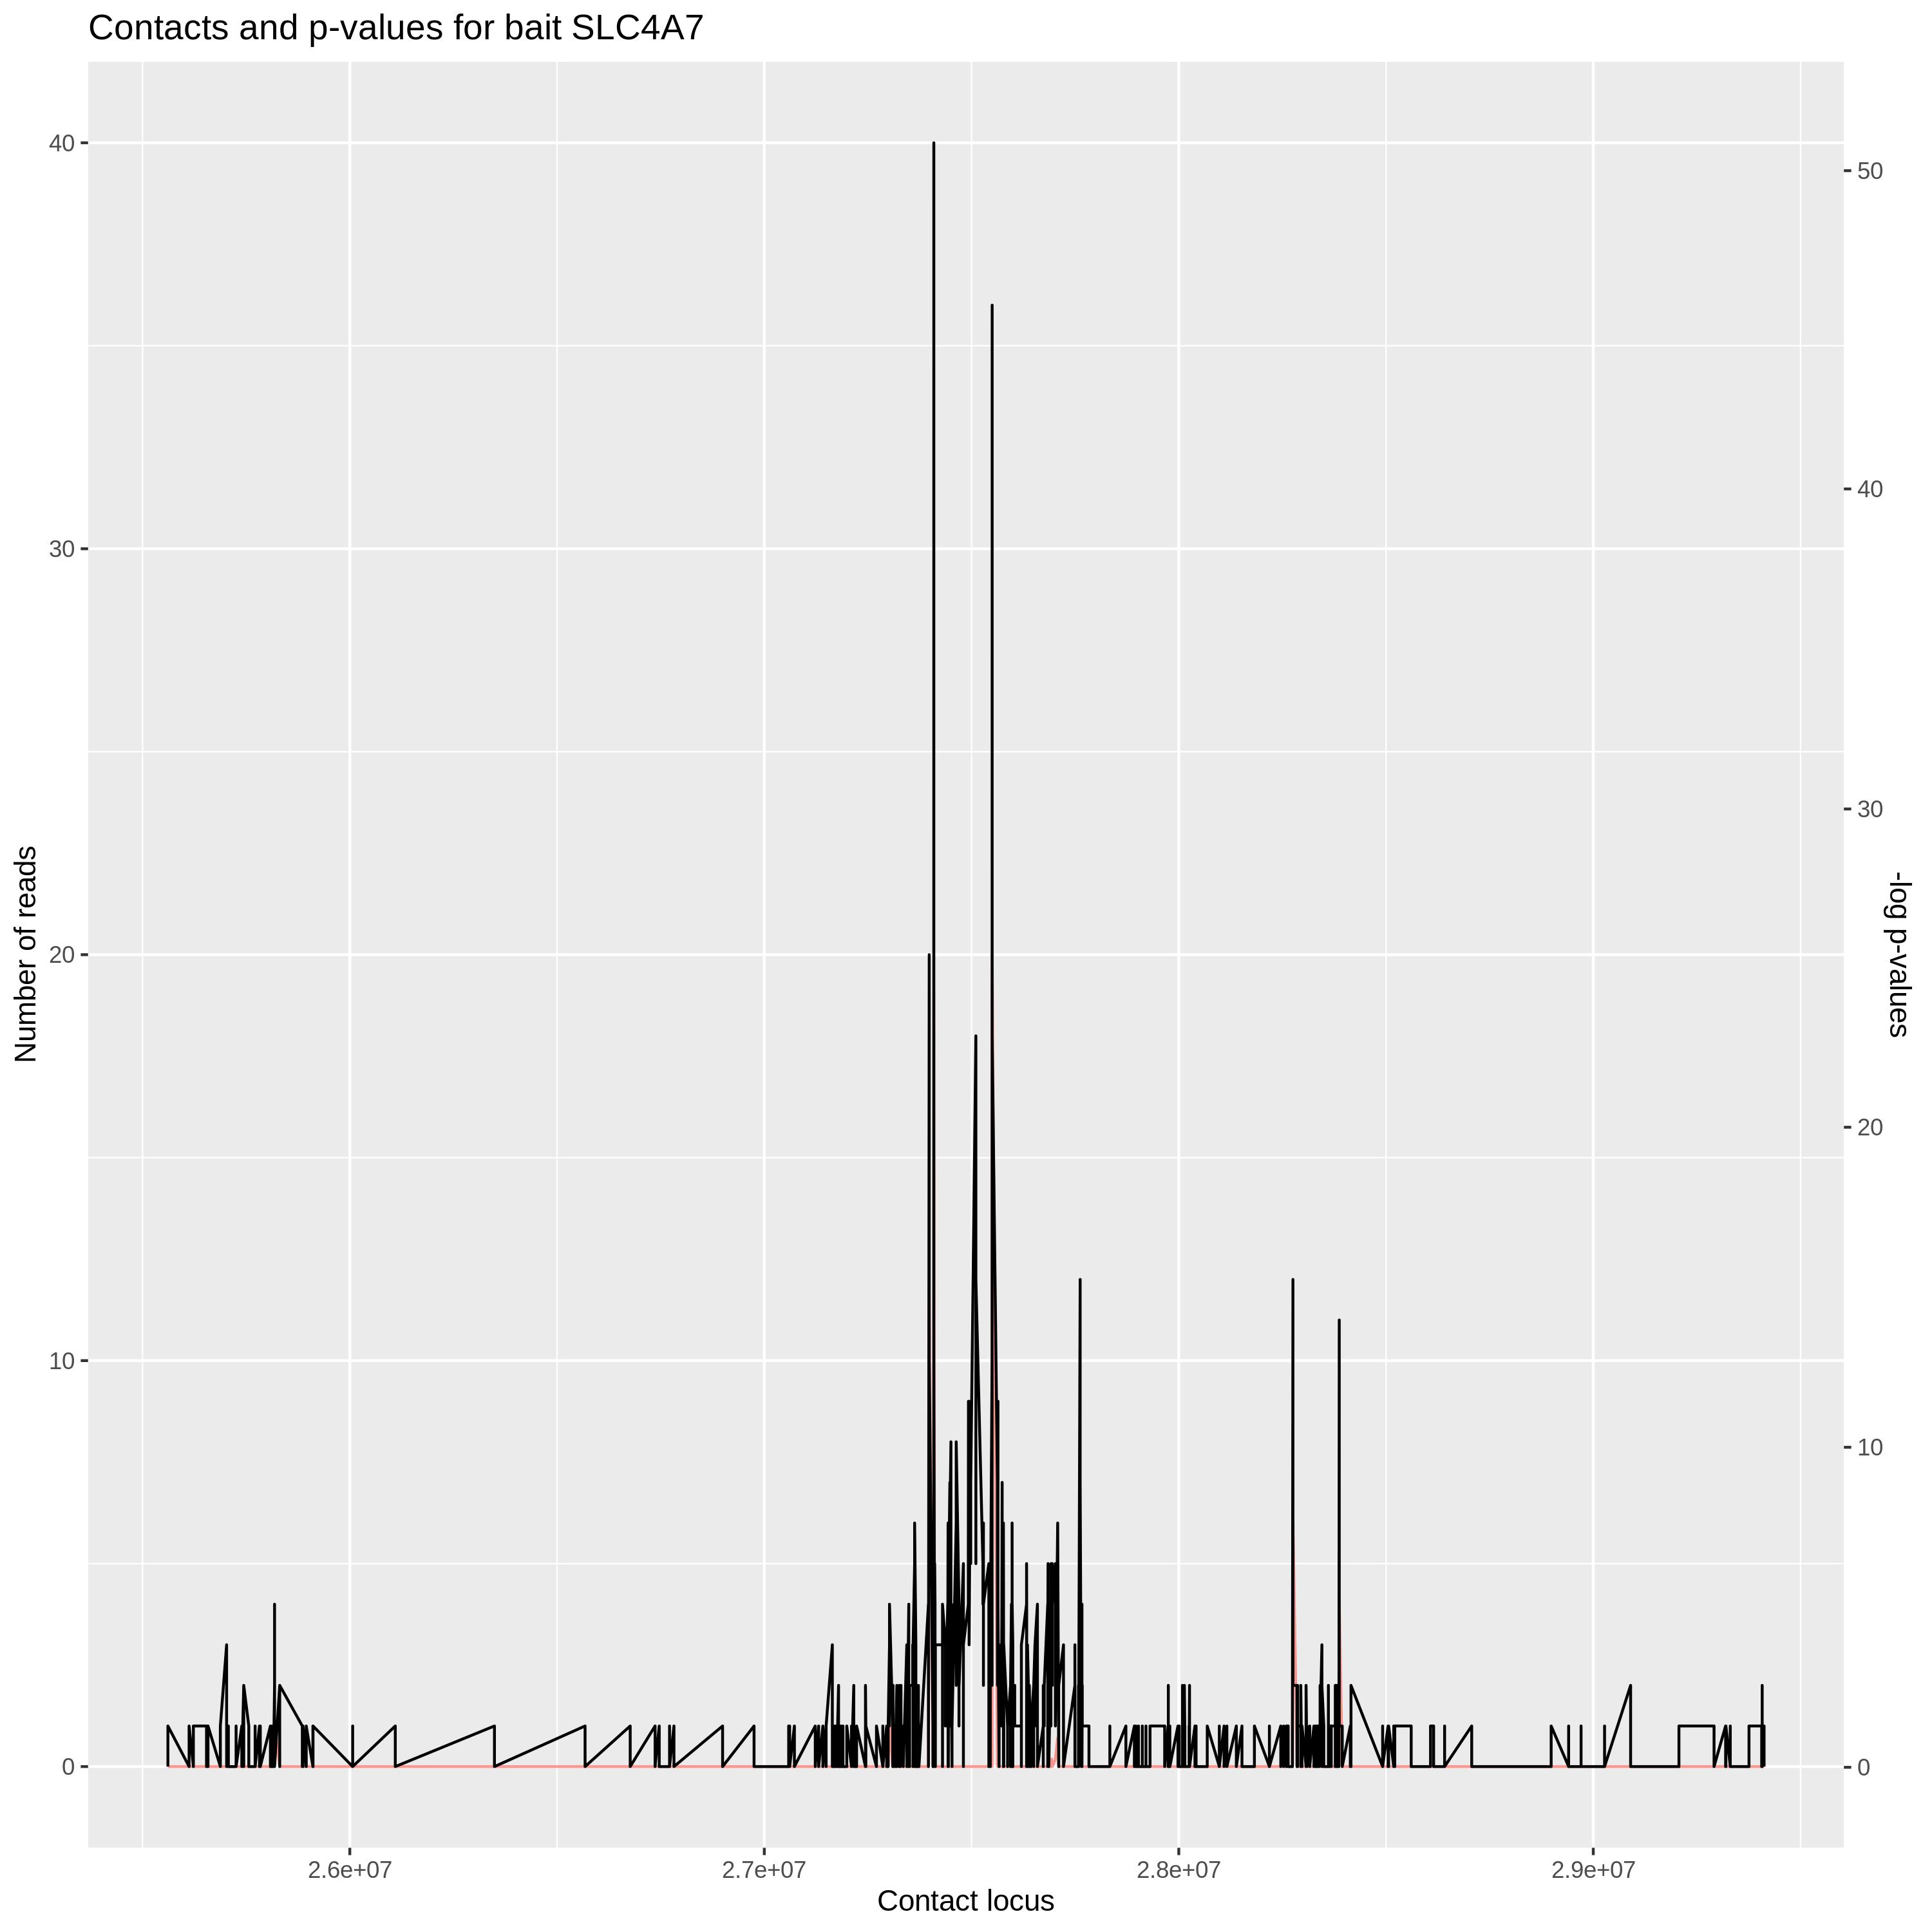 Contacts and p-values for bait SLC4A7
40
30
20
10
0
Number of reads
50
40
30
20
10
0
-log p-values
2.6e+07 2.7e+07 2.8e+07 2.9e+07
Contact locus